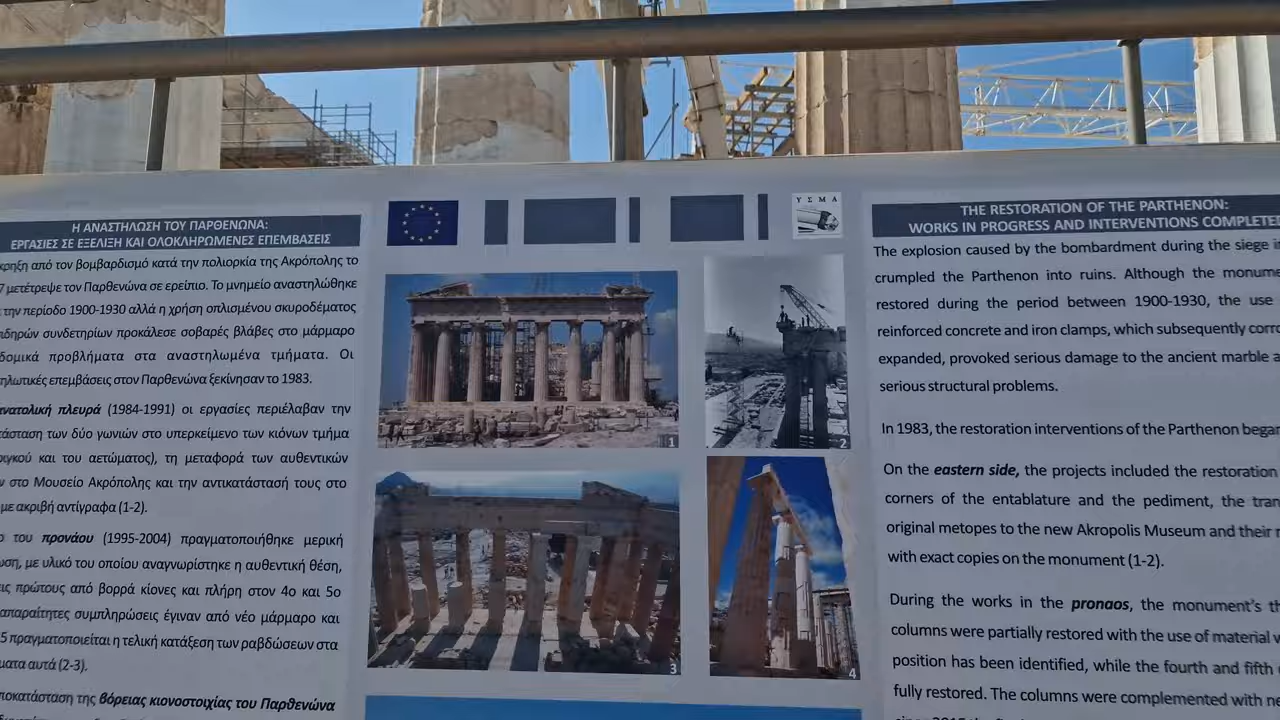 Η ΑΝΑΣΤΗΛΩΣΗ ΤΟΥ ΠΑΡΘΕΝΩΝΑ:
ΕΡΓΑΣΙΕΣ ΣΕ ΕΞΕΛΙΞΗ ΚΑΙ ΟΛΟΚΛΗΡΩΜΕΝΕΣ ΕΠΕΜΒΑΣΕΙΣ
από τον βομβαρδισμό κατά την πολιορκία της Ακρόπολης το
7 μετέτρεψε τον Παρθενώνα σε ερείπιο. Το μνημείο αναστηλώθηκε
την περίοδο 1900-1930 αλλά η χρήση οπλισμένου σκυροδέματος
συνδετηρίων προκάλεσε σοβαρές βλάβες στο μάρμαρο
προβλήματα στα αναστηλωμένα τμήματα. Οι
επεμβάσεις στον Παρθενώνα ξεκίνησαν το 1983.
ανατολική πλευρά (1984-1991) οι εργασίες περιέλαβαν την
των δύο γωνιών στο υπερκείμενο των κιόνων τμήμα
και του αετώματος), τη μεταφορά των αυθεντικών
στο Μουσείο Ακρόπολης και την αντικατάστασή τους στο
με ακριβή αντίγραφα (1-2).
του προνάου (1995-2004) πραγματοποιήθηκε μερική
με υλικό του οποίου αναγνωρίστηκε η αυθεντική θέση,
πρώτους από βορρά κίονες και πλήρη στον 4ο και 5ο
απαραίτητες συμπληρώσεις έγιναν από νέο μάρμαρο και
5 πραγματοποιείται η τελική κατάξεση των ραβδώσεων στα
αυτά (2-3).
της βόρειας κιονοστοιχίας του Παρθενώνα
ΥΣΜΑ
1
2
3
4
THE RESTORATION OF THE PARTHENON:
WORKS IN PROGRESS AND INTERVENTIONS COMPLETE
The explosion caused by the bombardment during the siege
crumpled the Parthenon into ruins. Although the
restored during the period between 1900-1930, the use
reinforced concrete and iron clamps, which subsequently
expanded, provoked serious damage to the ancient marble
serious structural problems.
In 1983, the restoration interventions of the Parthenon began
On the eastern side, the projects included the restoration
corners of the entablature and the pediment, the
original metopes to the new Akropolis Museum and their
with exact copies on the monument (1-2).
During the works in the pronaos, the monument's
columns were partially restored with the use of material
position has been identified, while the fourth and fifth
fully restored. The columns were complemented with